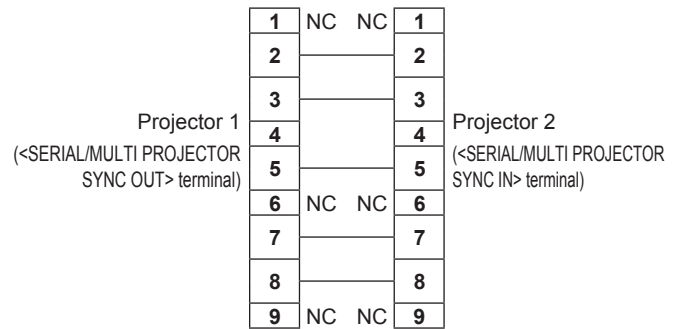 1 NC NC 1
2 2
3 3
Projector 1 Projector 2
4 4
(<SERIAL/MULTI PROJECTOR (<SERIAL/MULTI PROJECTOR
SYNC OUT> terminal) SYNC IN> terminal)
5 5
6 NC NC 6
7 7
8 8
9 NC NC 9